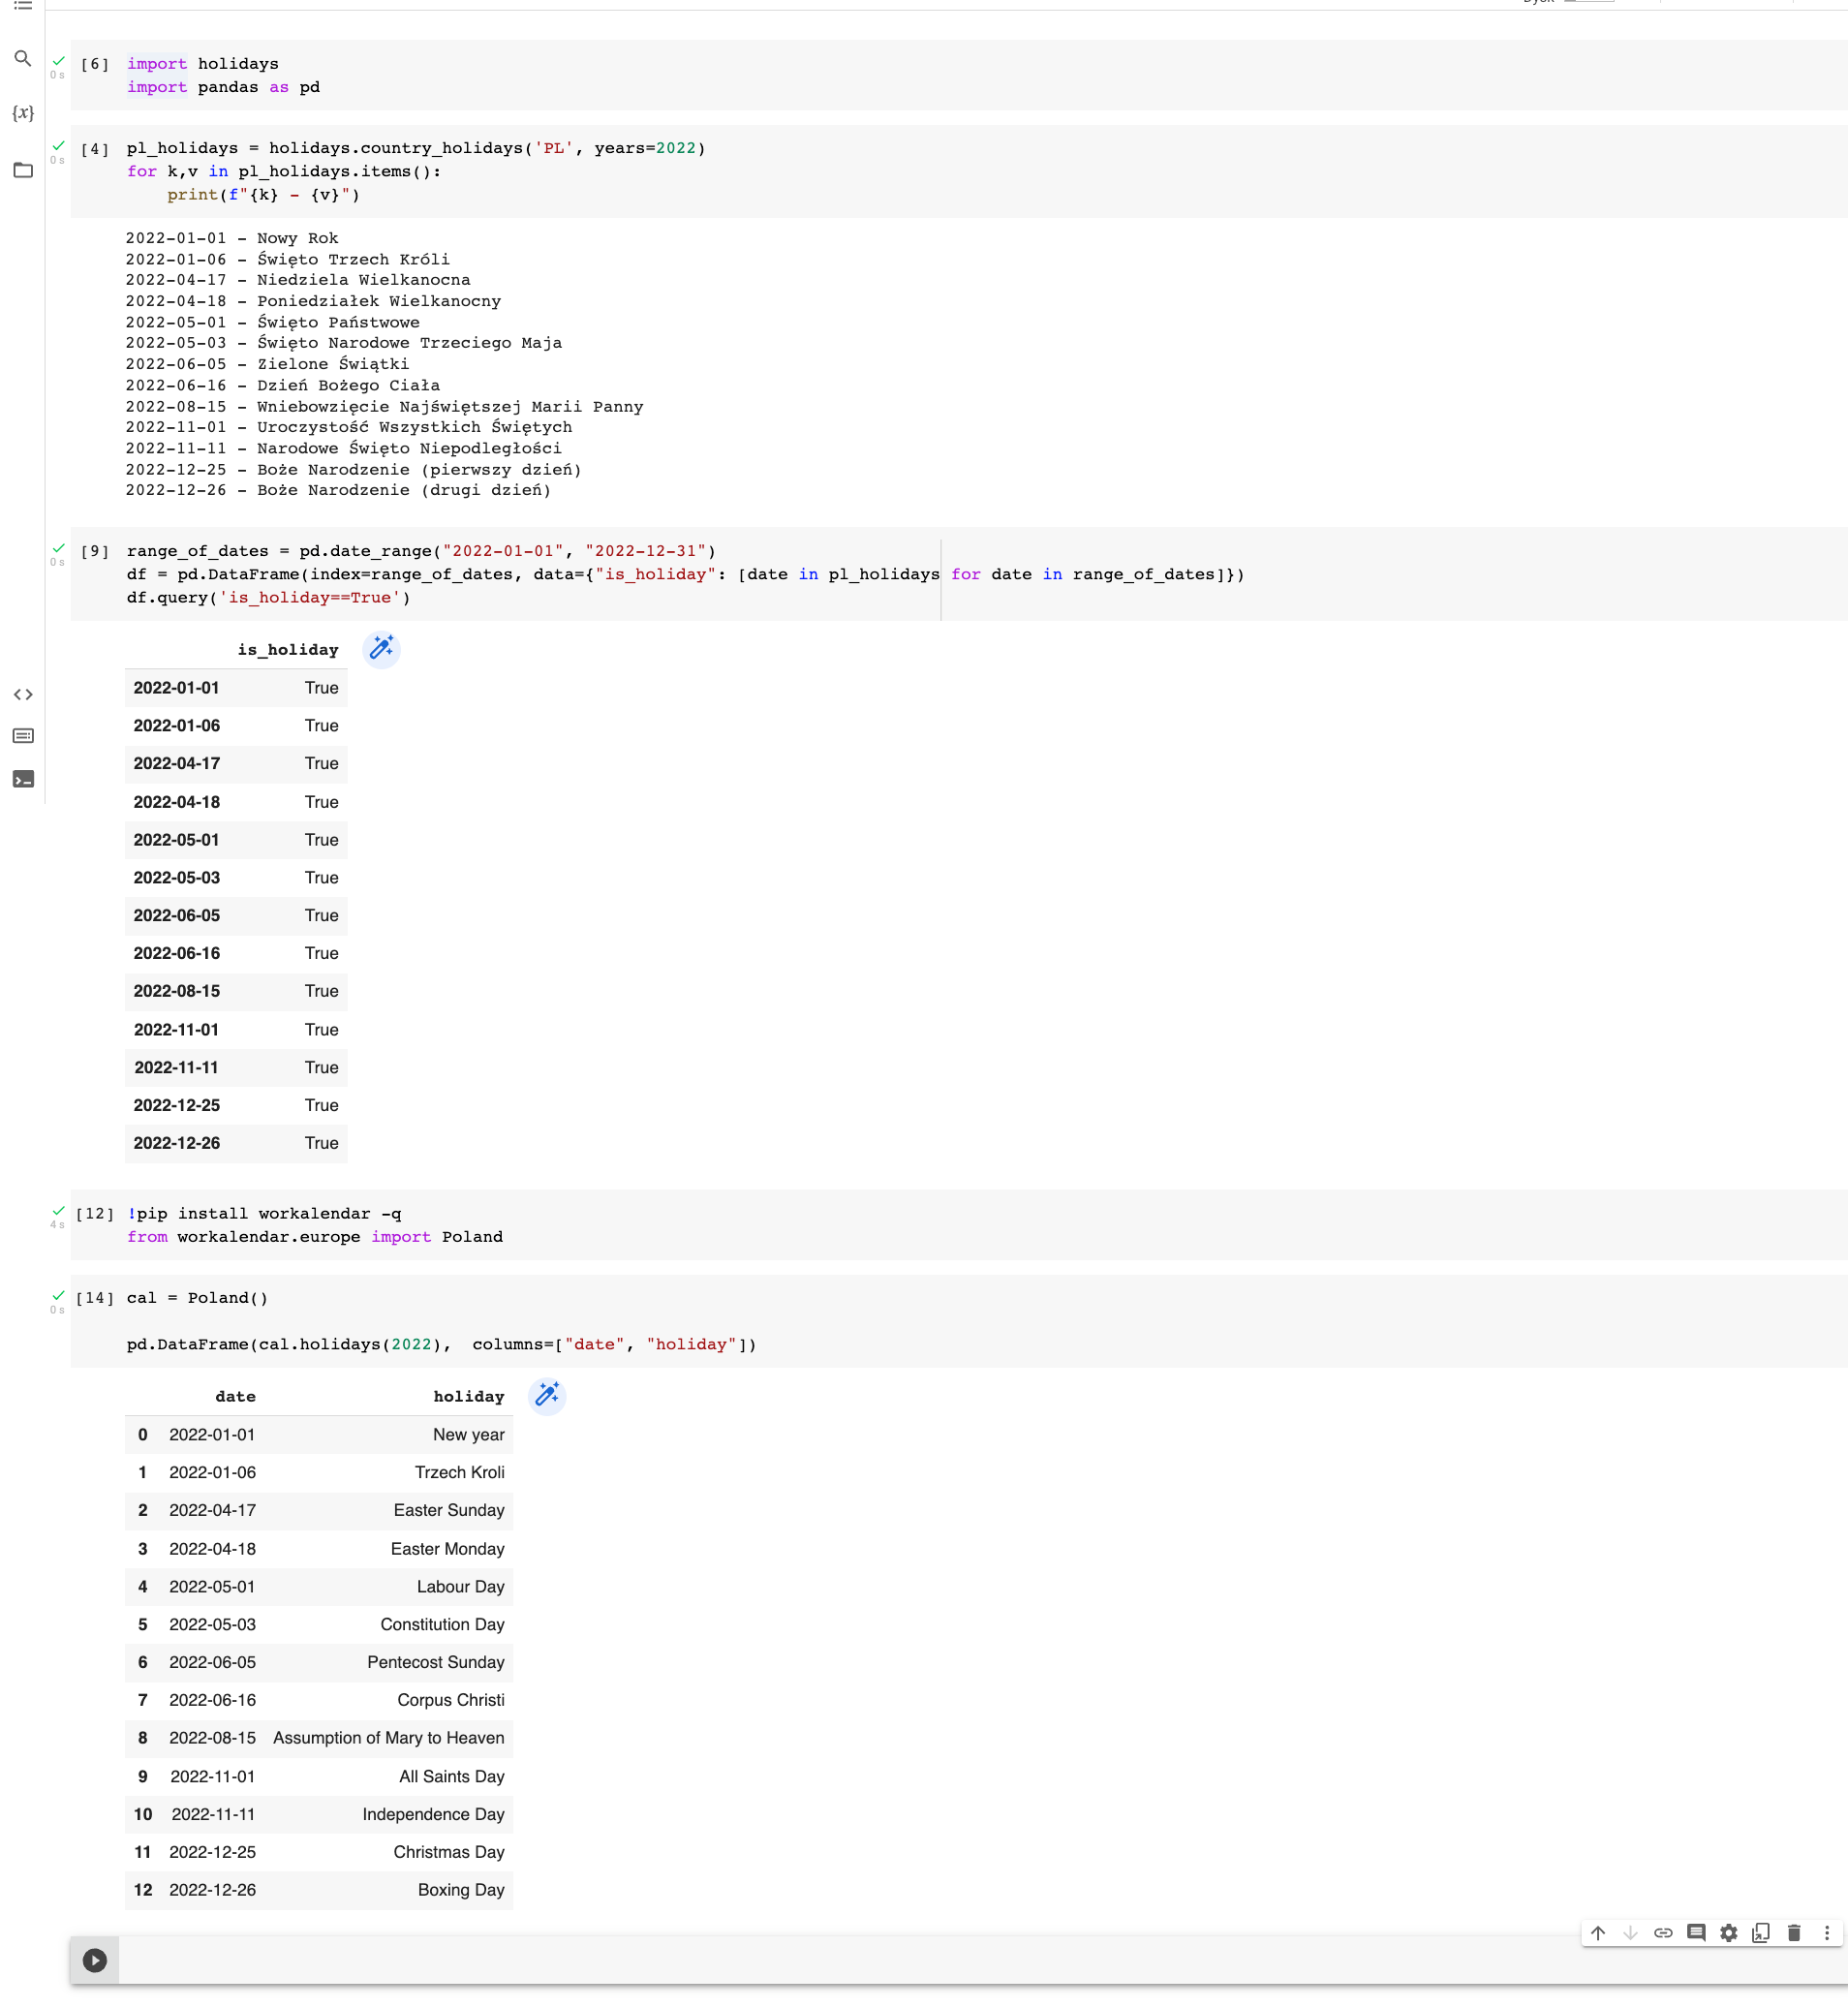 [6] import holidays
import pandas as pd
0 s
{x}
[4] pl_holidays = holidays.country_holidays('PL', years=2022)
0 s
for k,v in pl_holidays.items():
print(f"{k} - {v}")
2022-01-01 - Nowy Rok
2022-01-06 - Święto Trzech Króli
2022-04-17 - Niedziela Wielkanocna
2022-04-18 - Poniedziałek Wielkanocny
2022-05-01 - Święto Państwowe
2022-05-03 - Święto Narodowe Trzeciego Maja
2022-06-05 - Zielone Świątki
2022-06-16 - Dzień Bożego Ciała
2022-08-15 - Wniebowzięcie Najświętszej Marii Panny
2022-11-01 - Uroczystość Wszystkich Świętych
2022-11-11 - Narodowe Święto Niepodległości
2022-12-25 - Boże Narodzenie (pierwszy dzień)
2022-12-26 - Boże Narodzenie (drugi dzień)
[9] range_of_dates = pd.date_range("2022-01-01", "2022-12-31")
0 s
df = pd.DataFrame(index=range_of_dates, data={"is_holiday": [date in pl_holidays for date in range_of_dates]})
df.query('is_holiday==True')
is_holiday
2022-01-01 True
2022-01-06 True
2022-04-17 True
2022-04-18 True
2022-05-01 True
2022-05-03 True
2022-06-05 True
2022-06-16 True
2022-08-15 True
2022-11-01 True
2022-11-11 True
2022-12-25 True
2022-12-26 True
[12] !pip install workalendar -q
4 s
from workalendar.europe import Poland
[14] cal = Poland()
0 s
pd.DataFrame(cal.holidays(2022), columns=["date", "holiday"])
date holiday
0 2022-01-01 New year
1 2022-01-06 Trzech Kroli
2 2022-04-17 Easter Sunday
3 2022-04-18 Easter Monday
4 2022-05-01 Labour Day
5 2022-05-03 Constitution Day
6 2022-06-05 Pentecost Sunday
7 2022-06-16 Corpus Christi
8 2022-08-15 Assumption of Mary to Heaven
9 2022-11-01 All Saints Day
10 2022-11-11 Independence Day
11 2022-12-25 Christmas Day
12 2022-12-26 Boxing Day